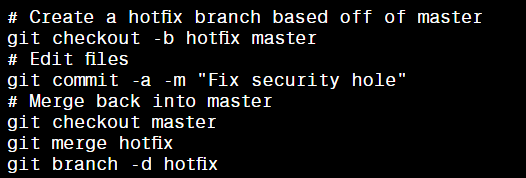 # Create a hotfix branch based off of master
git checkout -b hotfix master
# Edit files
git commit -a -m "Fix security hole"
# Merge back into master
git checkout master
git merge hotfix
git branch -d hotfix